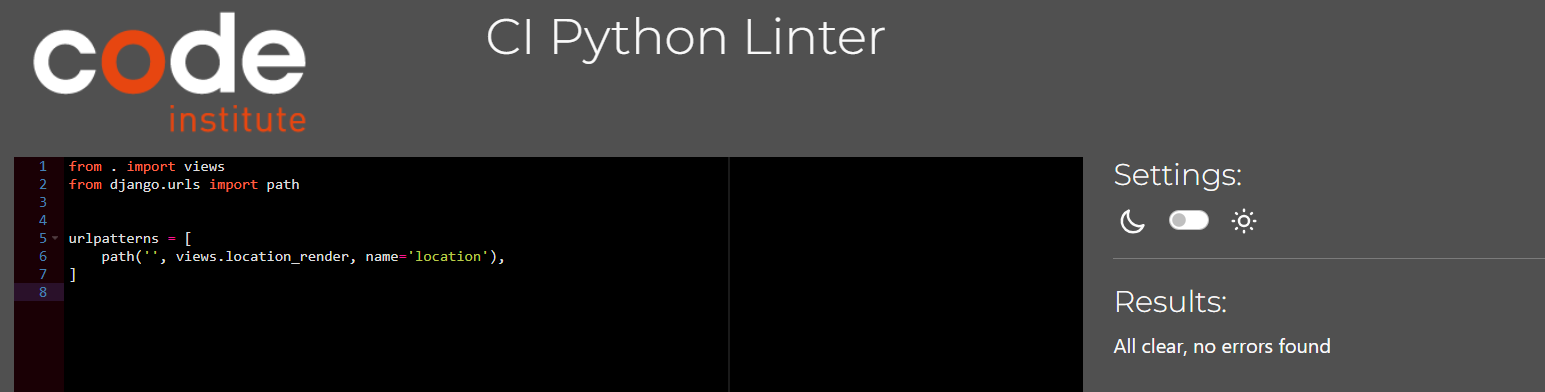 code
institute
CI Python Linter
1 from . import views
2 from django.urls import path
3
4
5 urlpatterns = [
6     path('', views.location_render, name='location'),
7 ]
8
Settings:
Results:
All clear, no errors found